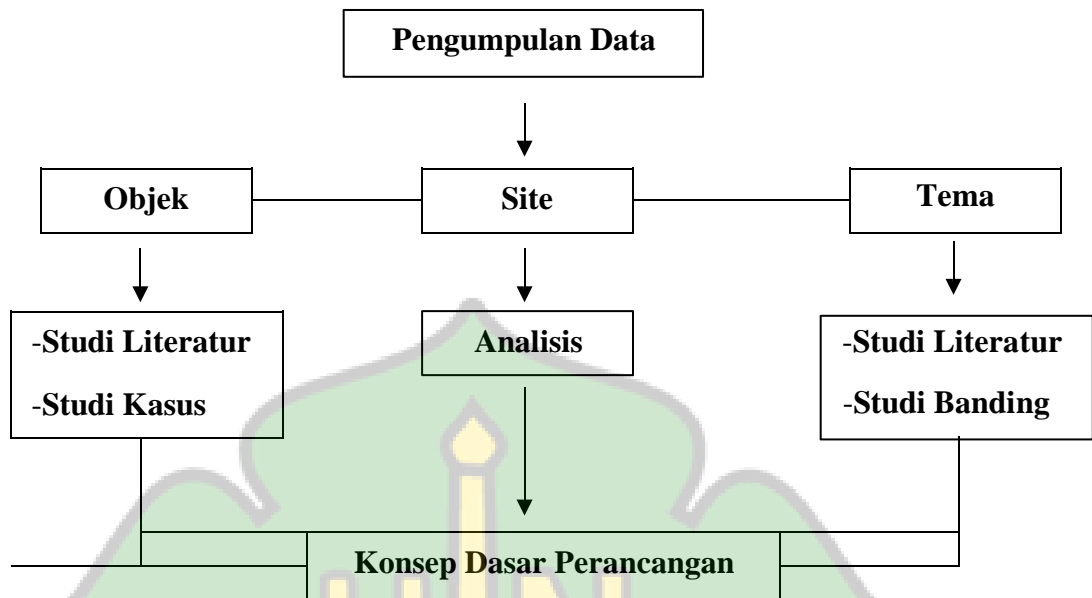 Pengumpulan Data
Objek
Site
Tema
-Studi Literatur
-Studi Kasus
Analisis
-Studi Literatur
-Studi Banding
Konsep Dasar Perancangan